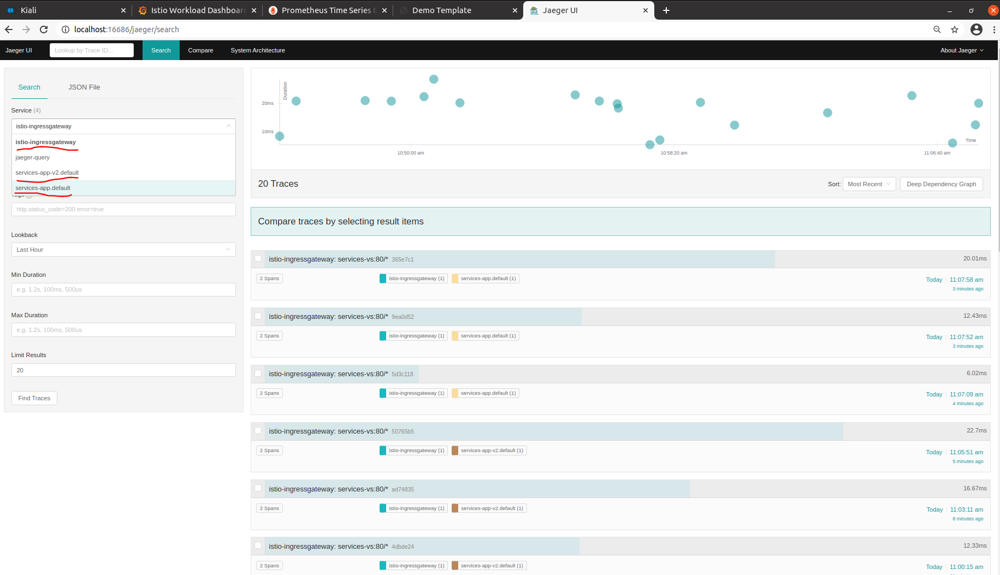 Kiali
Istio Workload Dashboard
Prometheus Time Series C
Demo Template
Jaeger UI
localhost:16686/jaeger/search
Jaeger UI
Lookup by Trace ID...
Search
Compare
System Architecture
About Jaeger
Search
JSON File
Service (4)
istio-ingressgateway
istio-ingressgateway
jaeger-query
services-app-v2.default
services-app.default
Tags
http.status_code=200 error=true
Lookback
Last Hour
Min Duration
e.g. 1.2s, 100ms, 500us
Max Duration
e.g. 1.2s, 100ms, 500us
Limit Results
20
Find Traces
Duration
20ms
10ms
Time
10:50:00 am
10:58:20 am
11:06:40 am
20 Traces
Sort:
Most Recent
Deep Dependency Graph
Compare traces by selecting result items
istio-ingressgateway: services-vs:80/* 365e7c1
20.01ms
2 Spans
istio-ingressgateway (1)
services-app.default (1)
Today 11:07:58 am
3 minutes ago
istio-ingressgateway: services-vs:80/* 9ea0d52
12.43ms
2 Spans
istio-ingressgateway (1)
services-app.default (1)
Today 11:07:52 am
3 minutes ago
istio-ingressgateway: services-vs:80/* 5d3c118
6.02ms
2 Spans
istio-ingressgateway (1)
services-app.default (1)
Today 11:07:09 am
4 minutes ago
istio-ingressgateway: services-vs:80/* 50765b5
22.7ms
2 Spans
istio-ingressgateway (1)
services-app-v2.default (1)
Today 11:05:51 am
5 minutes ago
istio-ingressgateway: services-vs:80/* ad74835
16.67ms
2 Spans
istio-ingressgateway (1)
services-app-v2.default (1)
Today 11:03:11 am
8 minutes ago
istio-ingressgateway: services-vs:80/* 4dbde24
12.33ms
2 Spans
istio-ingressgateway (1)
services-app-v2.default (1)
Today 11:00:15 am